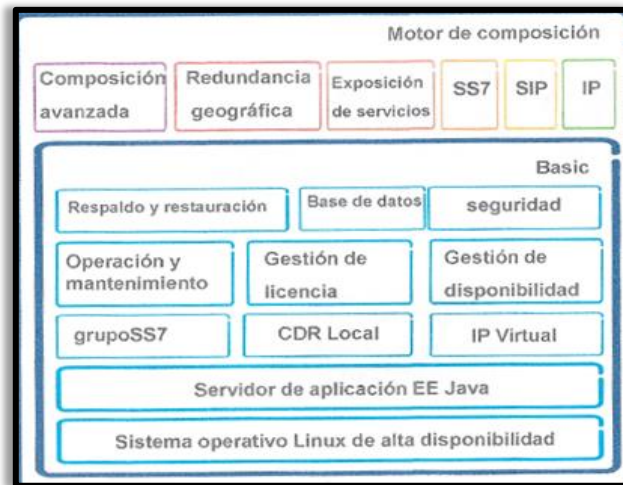 Motor de composición
Composición
avanzada
Redundancia
geográfica
Exposición
de servicios
SS7
SIP
IP
Basic
Respaldo y restauración
Base de datos
seguridad
Operación y
mantenimiento
Gestión de
licencia
Gestión de
disponibilidad
grupoSS7
CDR Local
IP Virtual
Servidor de aplicación EE Java
Sistema operativo Linux de alta disponibilidad